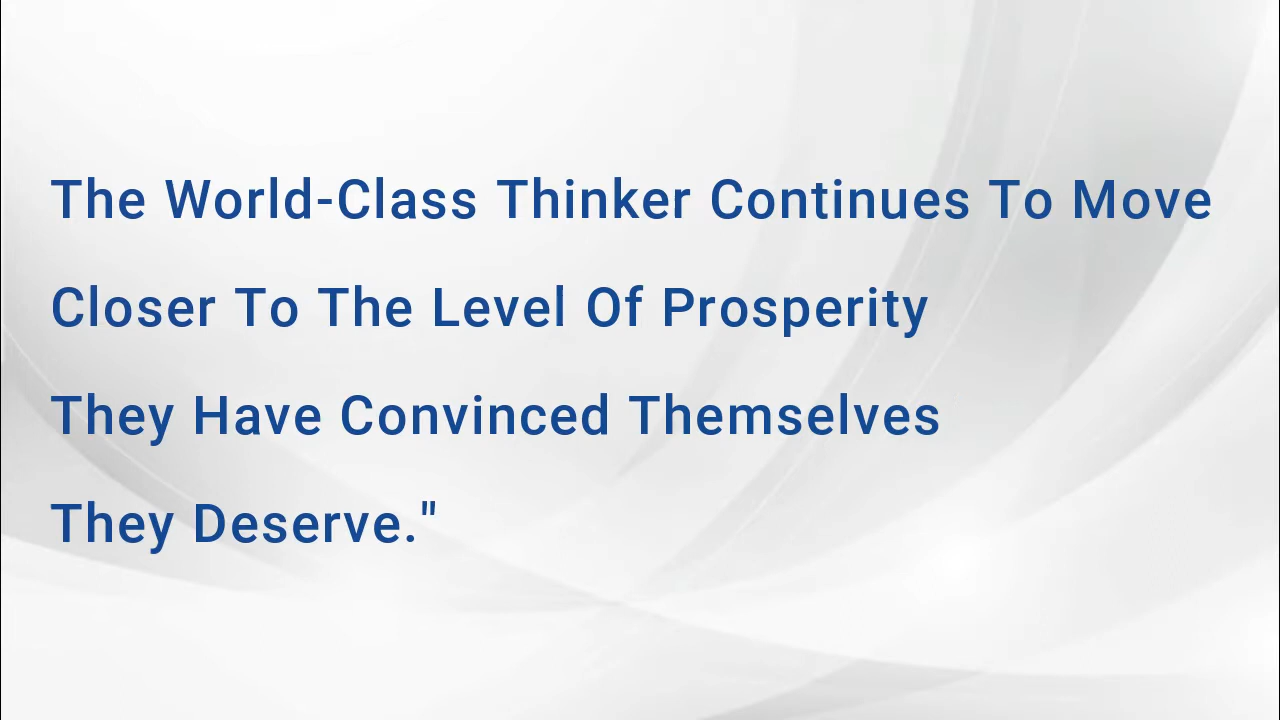 The World-Class Thinker Continues To Move
Closer To The Level Of Prosperity
They Have Convinced Themselves
They Deserve."